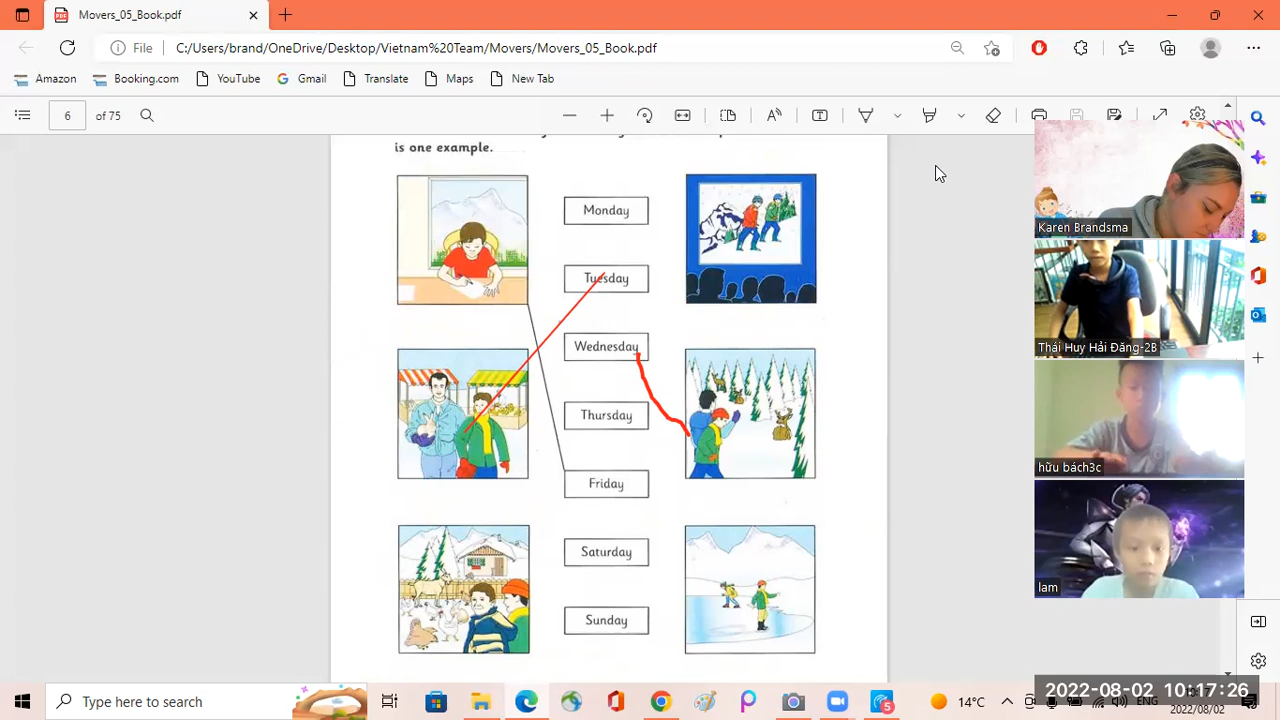 Movers_05_Book.pdf
File C:/Users/brand/OneDrive/Desktop/Vietnam%20Team/Movers/Movers_05_Book.pdf
Amazon Booking.com YouTube Gmail Translate Maps New Tab
6 of 75
is one example.
Monday
Tuesday
Wednesday
Thursday
Friday
Saturday
Sunday
Karen Brandsma
Thái Huy Hải Đăng-2B
hữu bách3c
lam
Type here to search
5
14°C
ENG
2022-08-02 10:17:26
2022/08/02